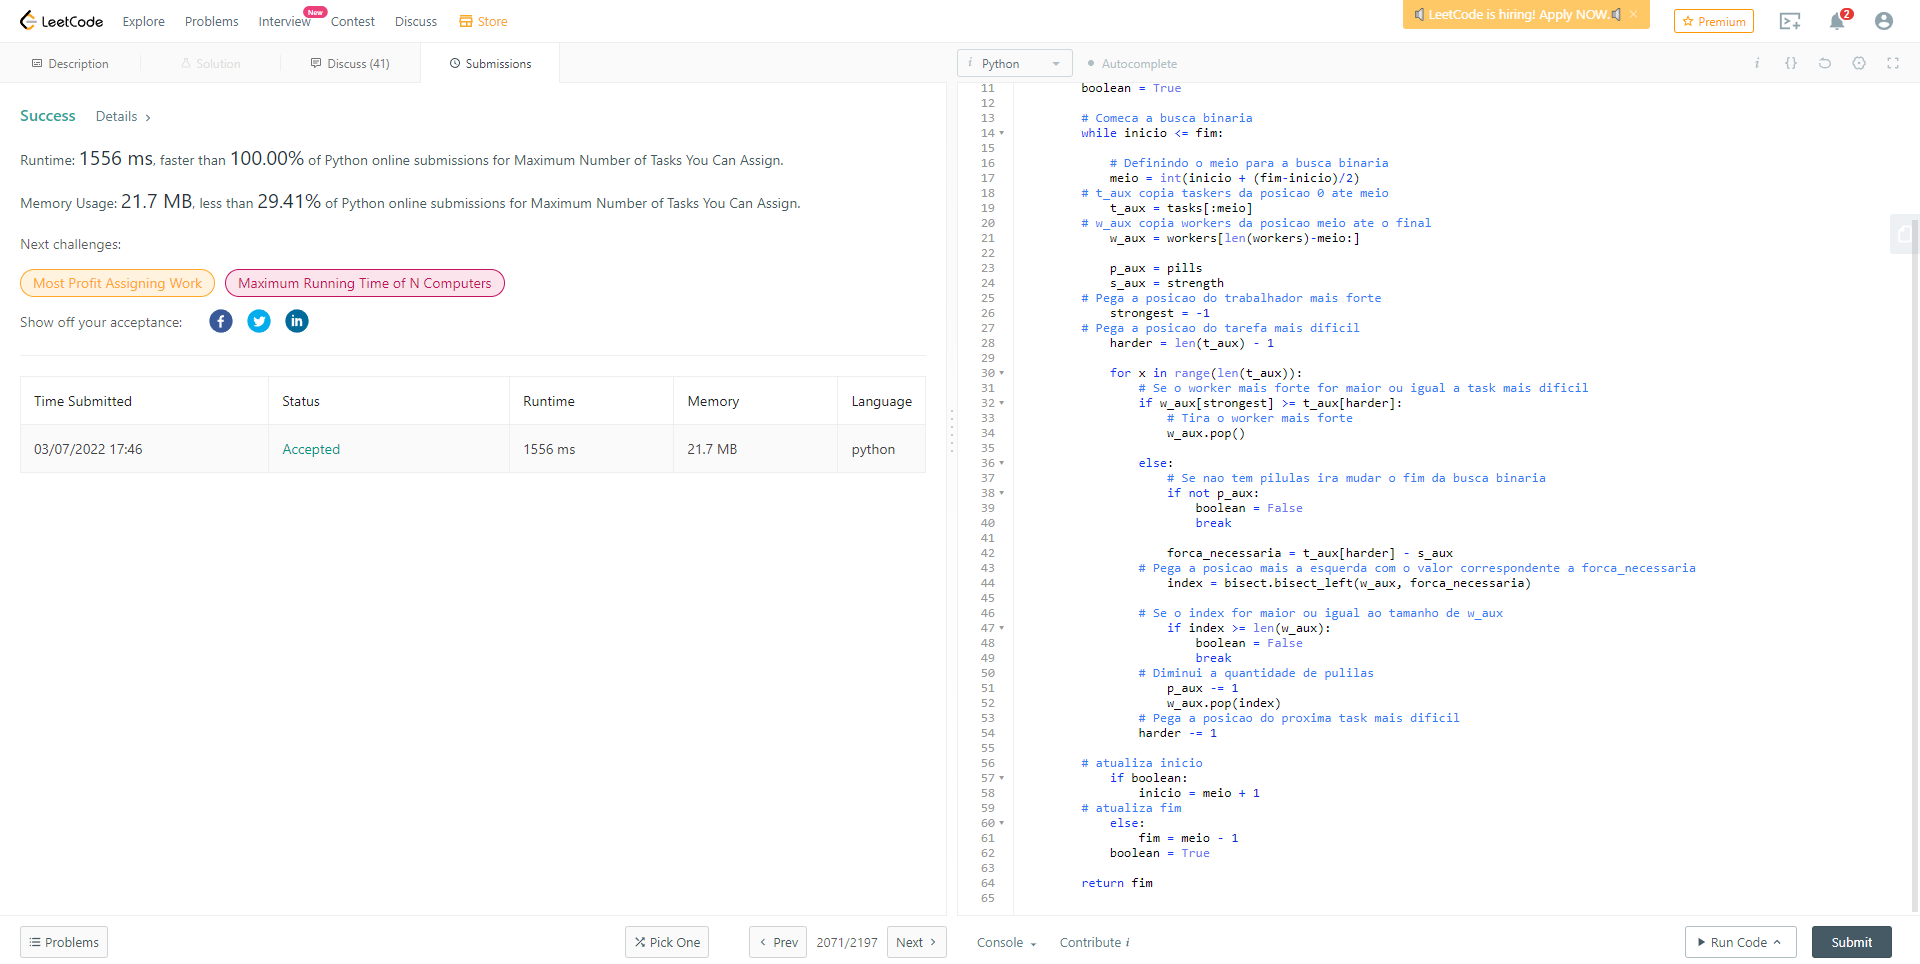 LeetCode Explore Problems Interview New Contest Discuss Store LeetCode is hiring! Apply NOW. × Premium 2
Description Solution Discuss (41) Submissions
Success Details
Runtime: 1556 ms, faster than 100.00% of Python online submissions for Maximum Number of Tasks You Can Assign.
Memory Usage: 21.7 MB, less than 29.41% of Python online submissions for Maximum Number of Tasks You Can Assign.
Next challenges:
Most Profit Assigning Work Maximum Running Time of N Computers
Show off your acceptance:
Time Submitted Status Runtime Memory Language
03/07/2022 17:46 Accepted 1556 ms 21.7 MB python
i Python Autocomplete i {}
11 boolean = True
12
13 # Comeca a busca binaria
14 while inicio <= fim:
15
16 # Definindo o meio para a busca binaria
17 meio = int(inicio + (fim-inicio)/2)
18 # t_aux copia taskers da posicao 0 ate meio
19 t_aux = tasks[:meio]
20 # w_aux copia workers da posicao meio ate o final
21 w_aux = workers[len(workers)-meio:]
22
23 p_aux = pills
24 s_aux = strength
25 # Pega a posicao do trabalhador mais forte
26 strongest = -1
27 # Pega a posicao do tarefa mais dificil
28 harder = len(t_aux) - 1
29
30 for x in range(len(t_aux)):
31 # Se o worker mais forte for maior ou igual a task mais dificil
32 if w_aux[strongest] >= t_aux[harder]:
33 # Tira o worker mais forte
34 w_aux.pop()
35
36 else:
37 # Se nao tem pilulas ira mudar o fim da busca binaria
38 if not p_aux:
39 boolean = False
40 break
41
42 forca_necessaria = t_aux[harder] - s_aux
43 # Pega a posicao mais a esquerda com o valor correspondente a forca_necessaria
44 index = bisect.bisect_left(w_aux, forca_necessaria)
45
46 # Se o index for maior ou igual ao tamanho de w_aux
47 if index >= len(w_aux):
48 boolean = False
49 break
50 # Diminui a quantidade de pulilas
51 p_aux -= 1
52 w_aux.pop(index)
53 # Pega a posicao do proxima task mais dificil
54 harder -= 1
55
56 # atualiza inicio
57 if boolean:
58 inicio = meio + 1
59 # atualiza fim
60 else:
61 fim = meio - 1
62 boolean = True
63
64 return fim
65
Problems Pick One Prev 2071/2197 Next Console Contribute i Run Code Submit